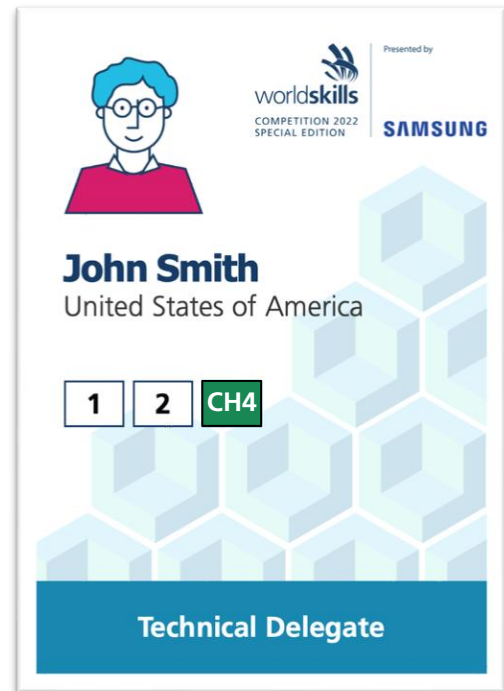 Presented by
worldskills
COMPETITION 2022
SPECIAL EDITION
SAMSUNG
John Smith
United States of America
1 2 CH4
Technical Delegate